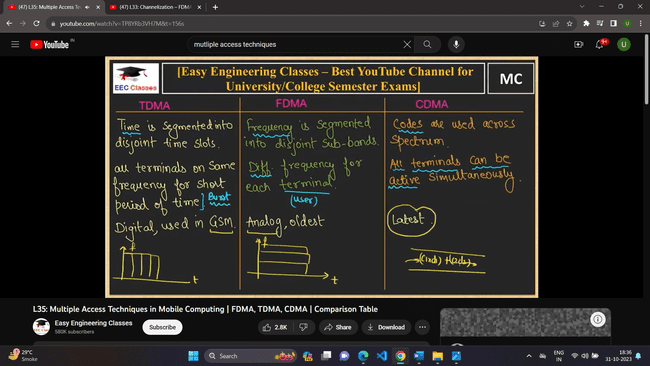 (47) L35: Multiple Access Techniq
(47) L33: Channelization – FDMA
youtube.com/watch?v=TP8YRb3VH7M&t=156s
YouTube IN
mutliple access techniques
9+
U
EEC Classes
[Easy Engineering Classes – Best YouTube Channel for
University/College Semester Exams]
MC
TDMA
Time is segmented into
disjoint time slots.
all terminals on same
frequency for short
period of time] Burst
Digital, used in GSM
f
t
FDMA
Frequency is segmented
into disjoint sub-bands.
Diff. frequency for
each terminal.
(user)
Analog, oldest
f
t
CDMA
Codes are used across
spectrum.
All terminals can be
active simultaneously.
Latest
L35: Multiple Access Techniques in Mobile Computing | FDMA, TDMA, CDMA | Comparison Table
Easy Engineering Classes
580K subscribers
Subscribe
2.8K
Share
Download
29°C
Smoke
Search
ENG
IN
18:36
31-10-2023